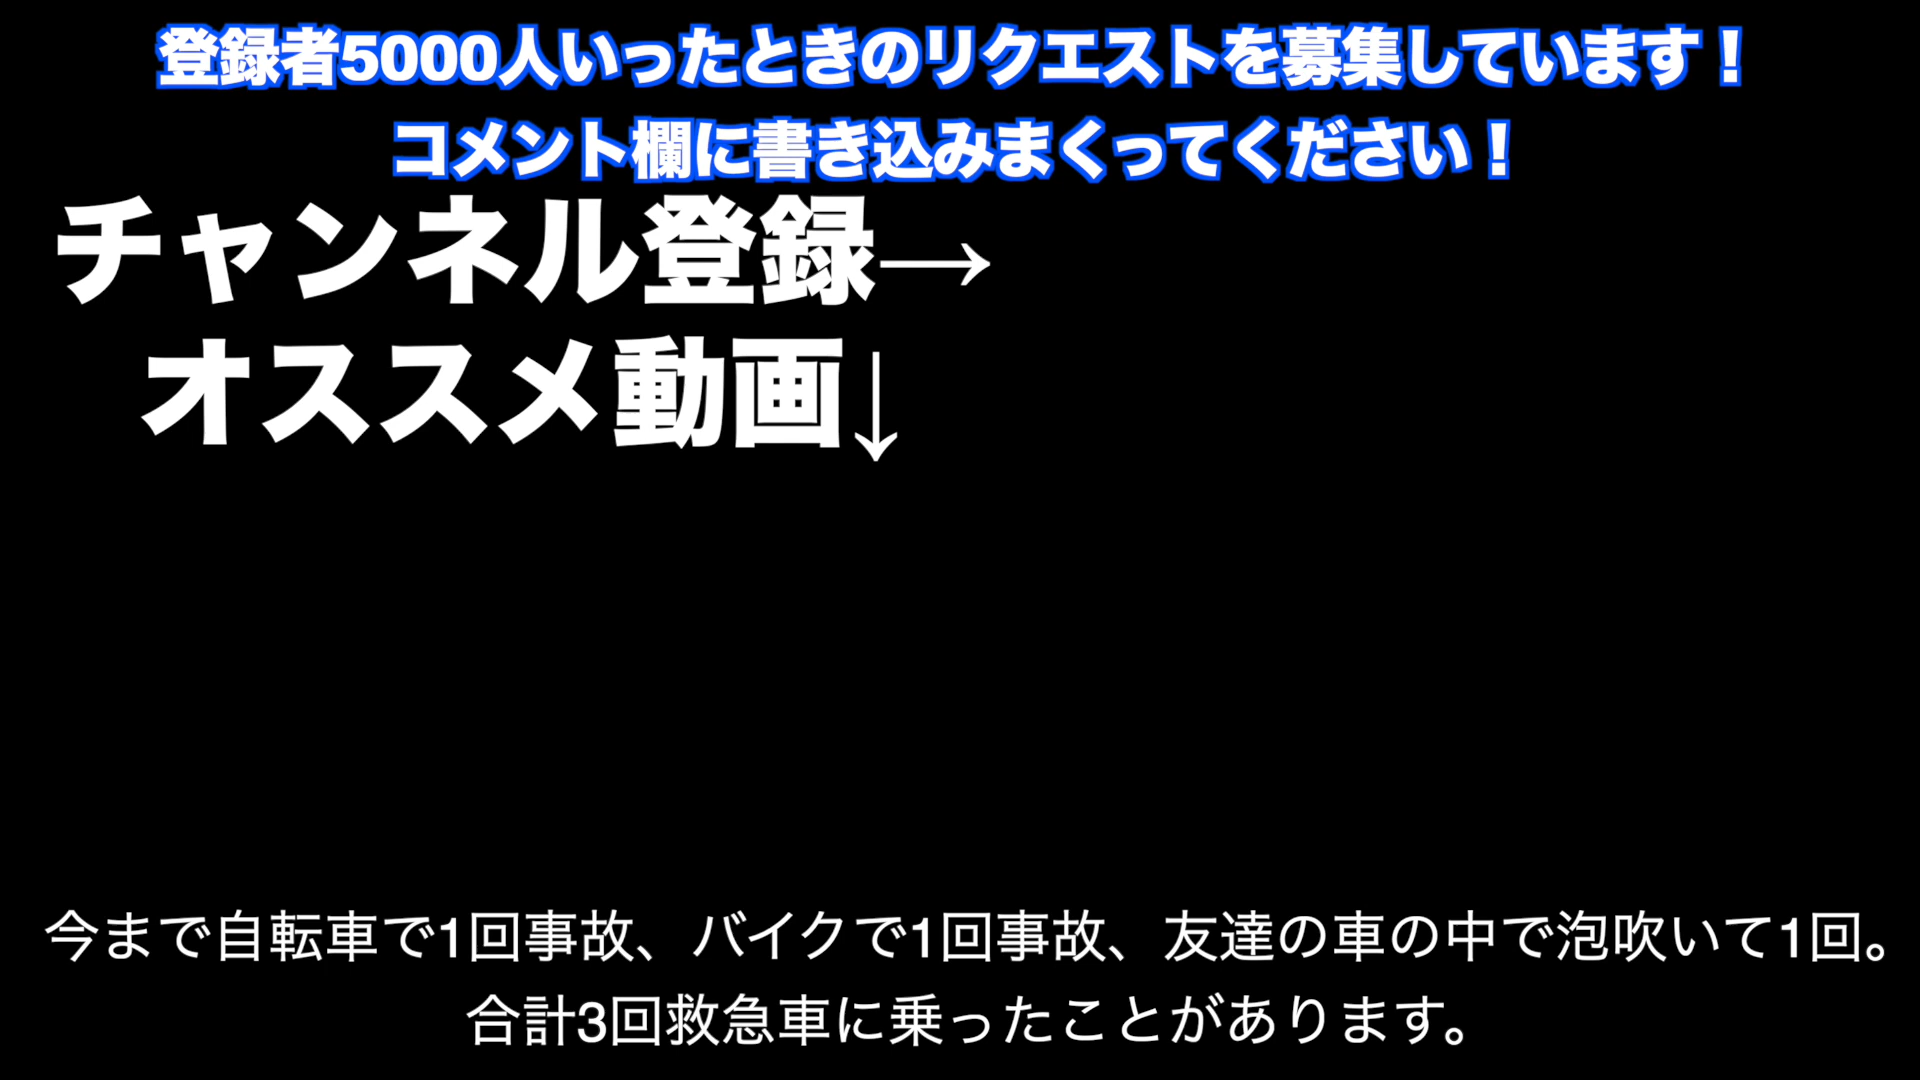 登録者5000人いったときのリクエストを募集しています！
コメント欄に書き込みまくってください！
チャンネル登録→
オススメ動画↓
今まで自転車で1回事故、バイクで1回事故、友達の車の中で泡吹いて1回。
合計3回救急車に乗ったことがあります。